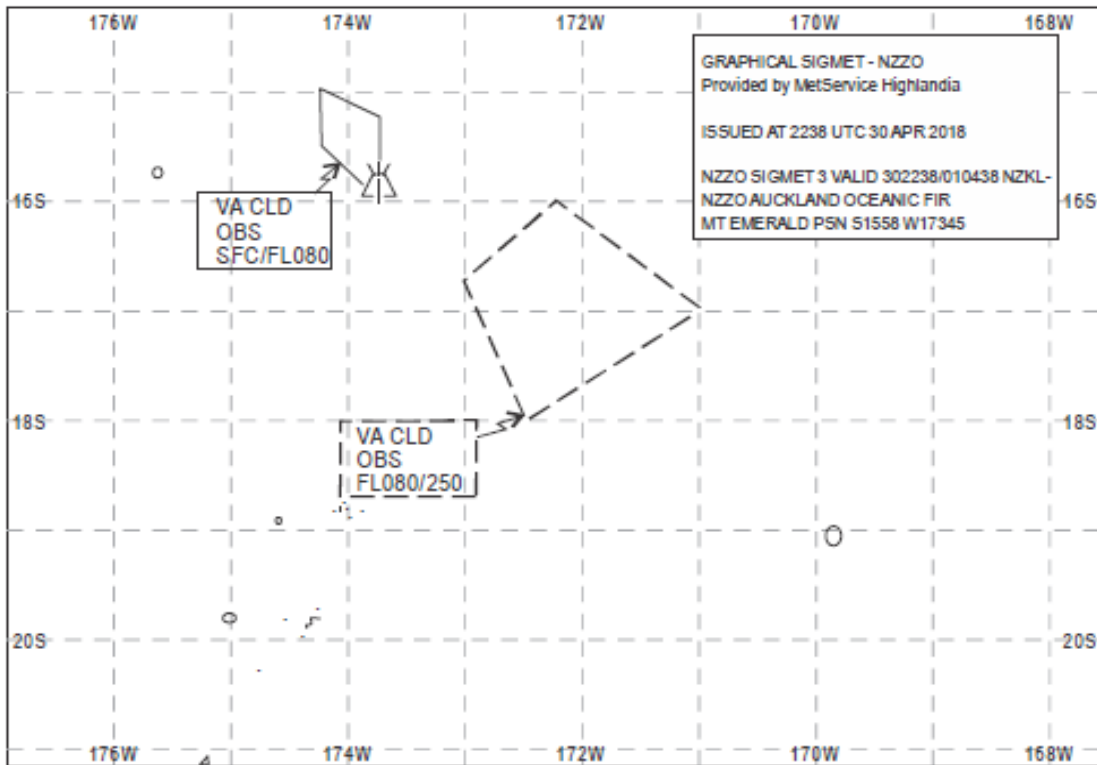 176W 174W 172W 170W 168W
GRAPHICAL SIGMET - NZZO
Provided by MetService Highlandia
ISSUED AT 2238 UTC 30 APR 2018
NZZO SIGMET 3 VALID 302238/010438 NZKL-
NZZO AUCKLAND OCEANIC FIR
MT EMERALD PSN S1558 W17345
16S 16S
VA CLD
OBS
SFC/FL080
18S 18S
VA CLD
OBS
FL080/250
20S 20S
176W 174W 172W 170W 168W